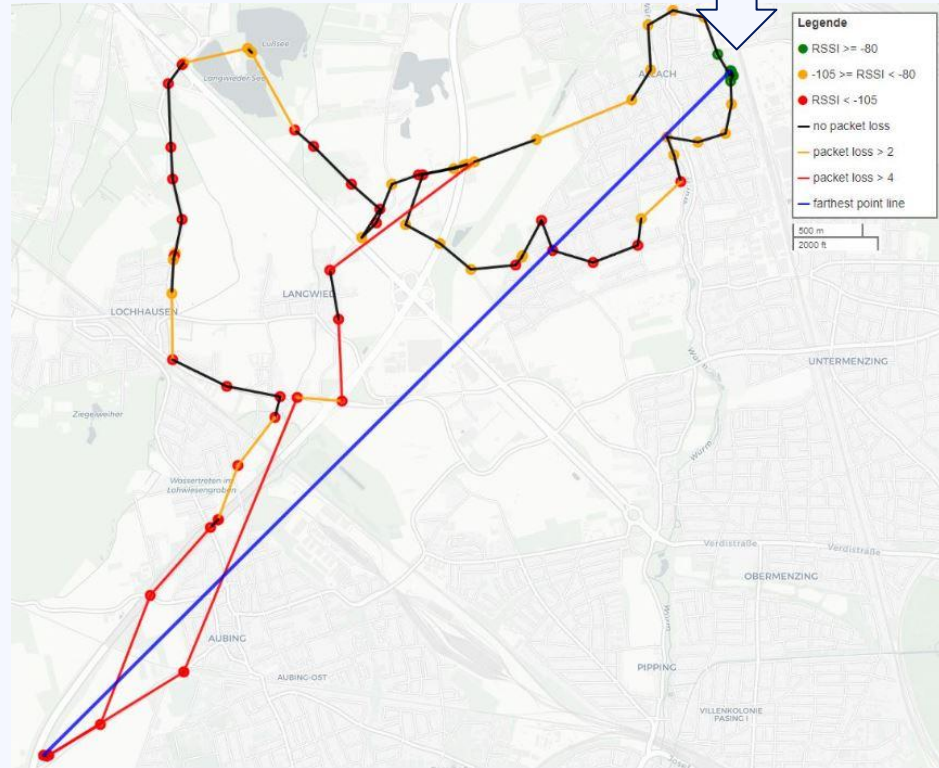 Lußsee
Langwieder See
ALLACH
Legende
RSSI >= -80
-105 >= RSSI < -80
RSSI < -105
no packet loss
packet loss > 2
packet loss > 4
farthest point line
500 m
2000 ft
LANGWIED
LOCHHAUSEN
UNTERMENZING
Würm
Ziegelweiher
Würm
Wassertreten im
Lohwiesengraben
Verdistraße
Verdistraße
OBERMENZING
Würm
AUBING
AUBING-OST
PIPPING
VILLENKOLONIE
PASING I